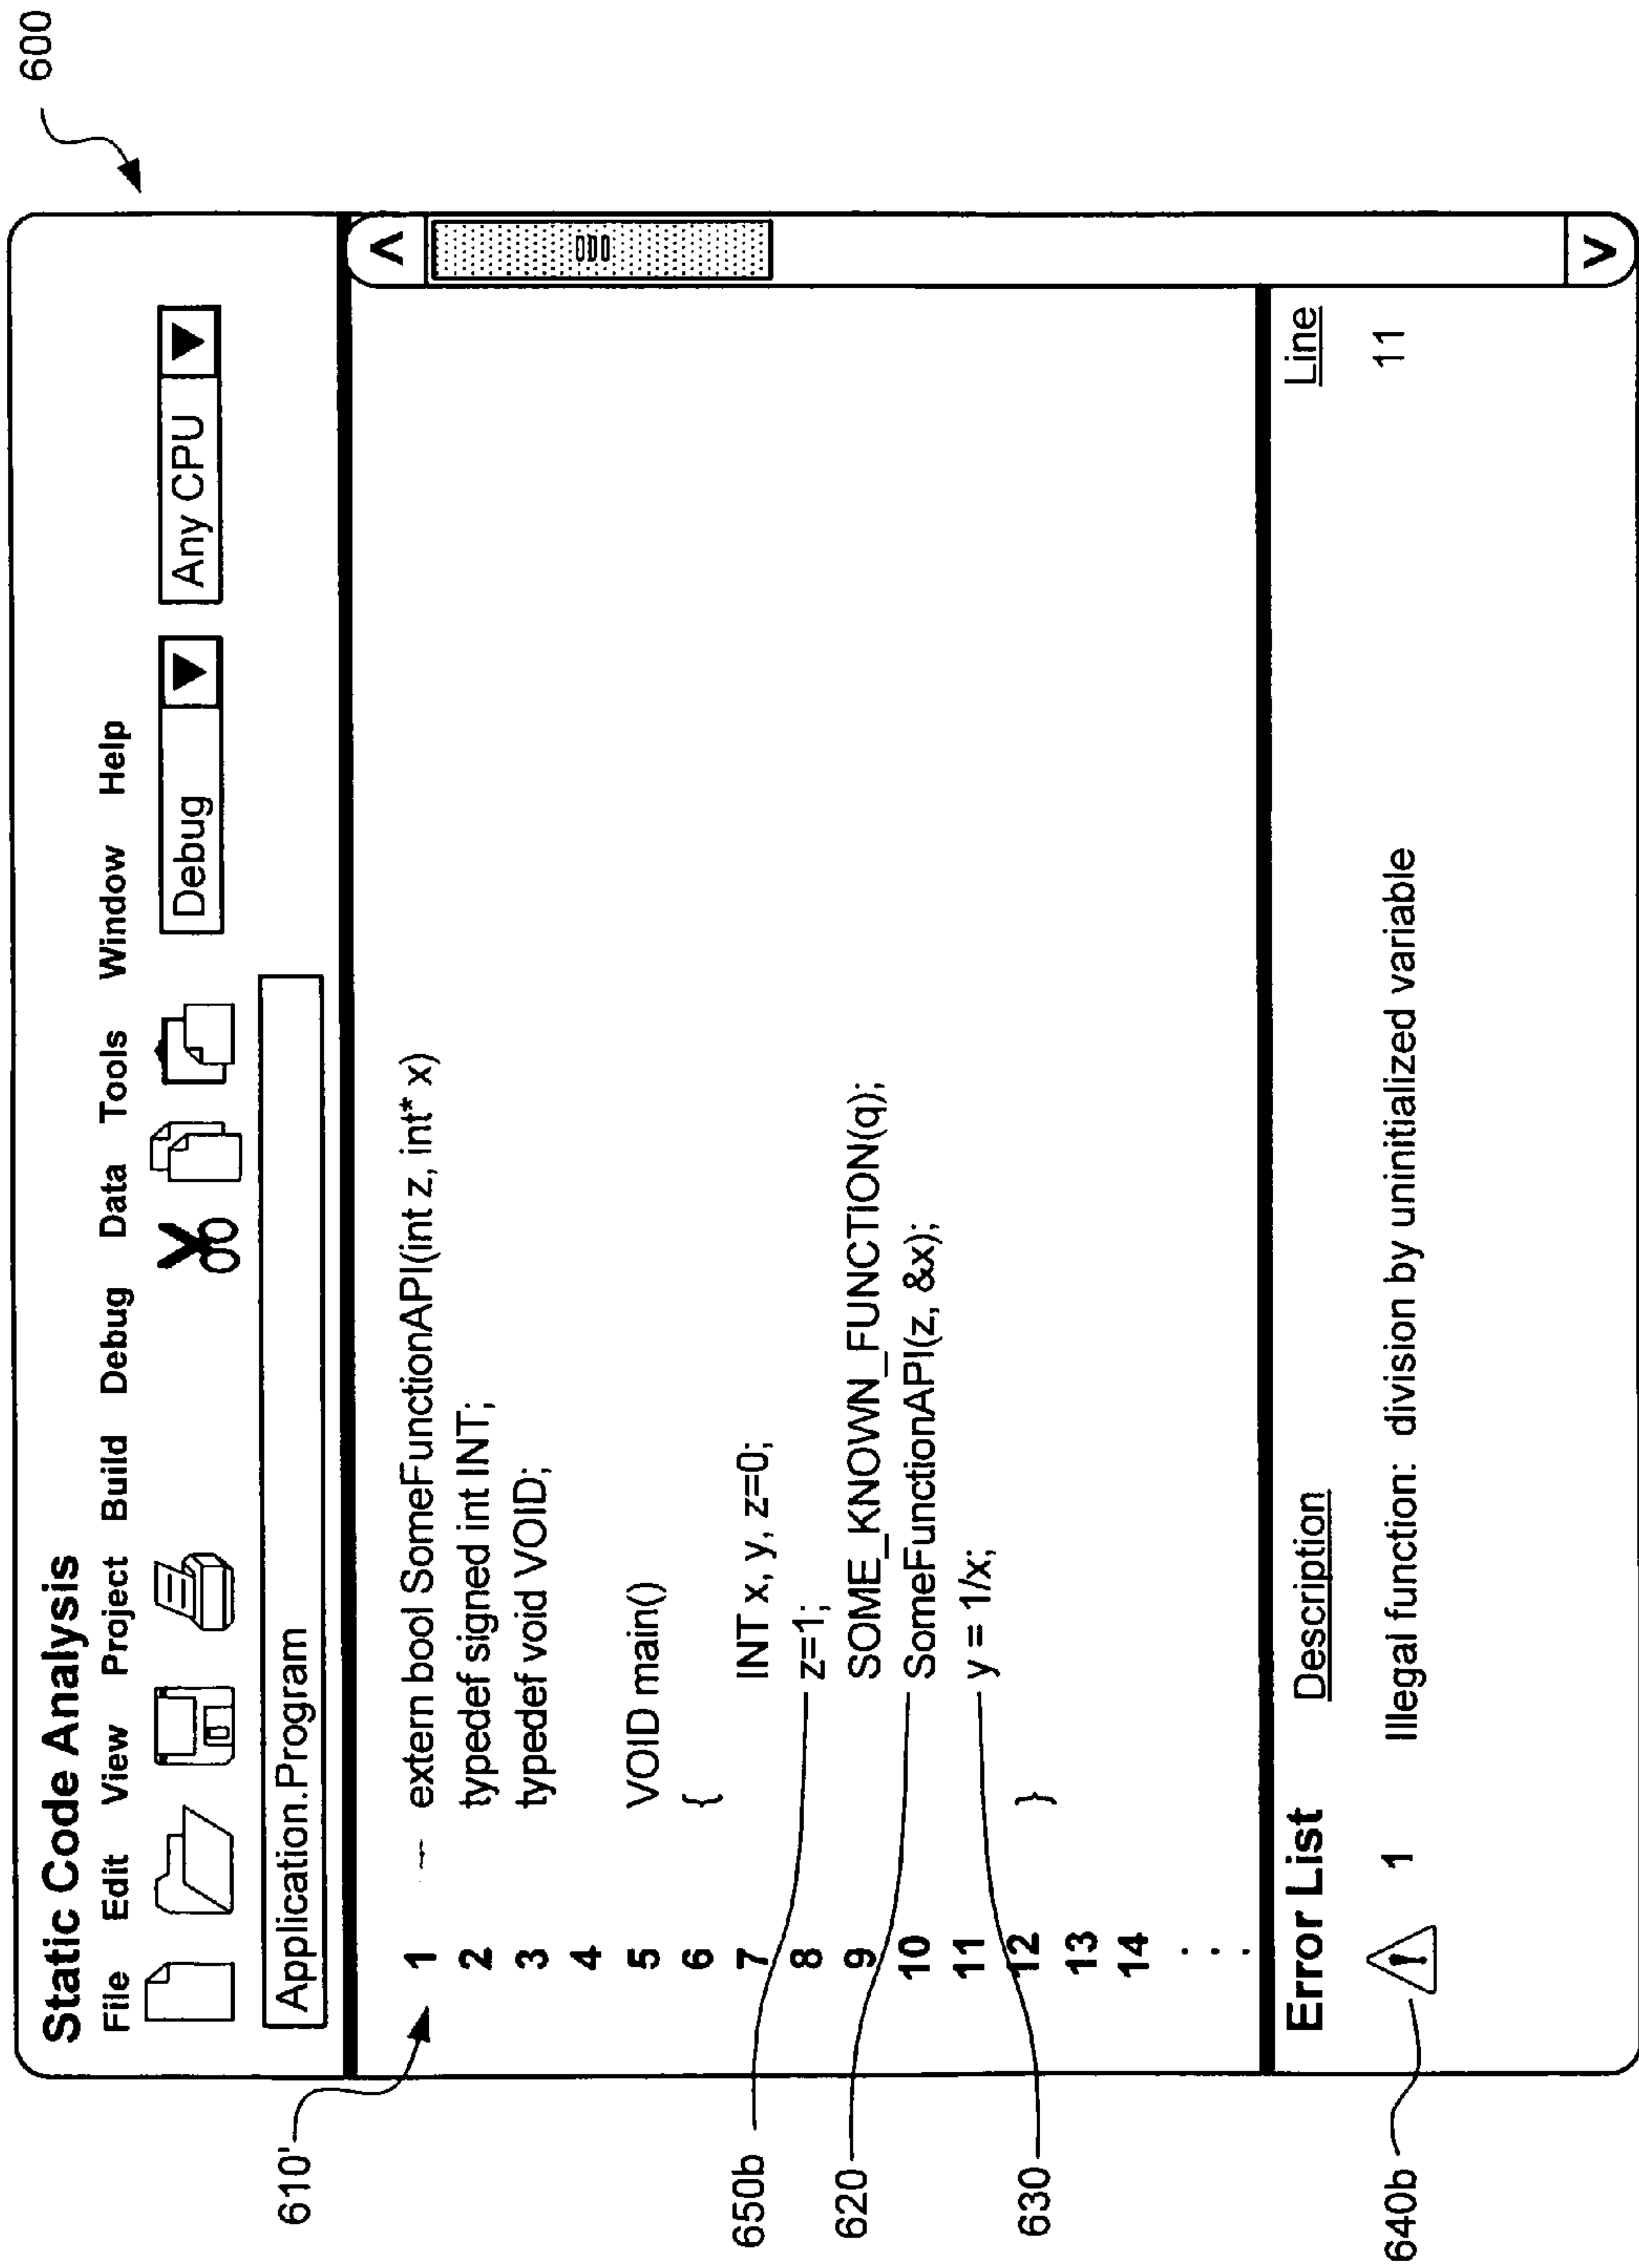 600
Static Code Analysis
File Edit View Project Build Debug Data Tools Window Help
Debug Any CPU
Application.Program
610'
1 extern bool SomeFunctionAPI(int z, int* x)
2 typedef signed int INT;
3 typedef void VOID;
4
5 VOID main()
6 {
7 INT x, y, z=0;
650b
8 z=1;
9 SOME_KNOWN_FUNCTION(q);
620
10 SomeFunctionAPI(z, &x);
11 y = 1/x;
12 }
630
13
14
Error List Description Line
640b
! 1 Illegal function: division by uninitialized variable 11